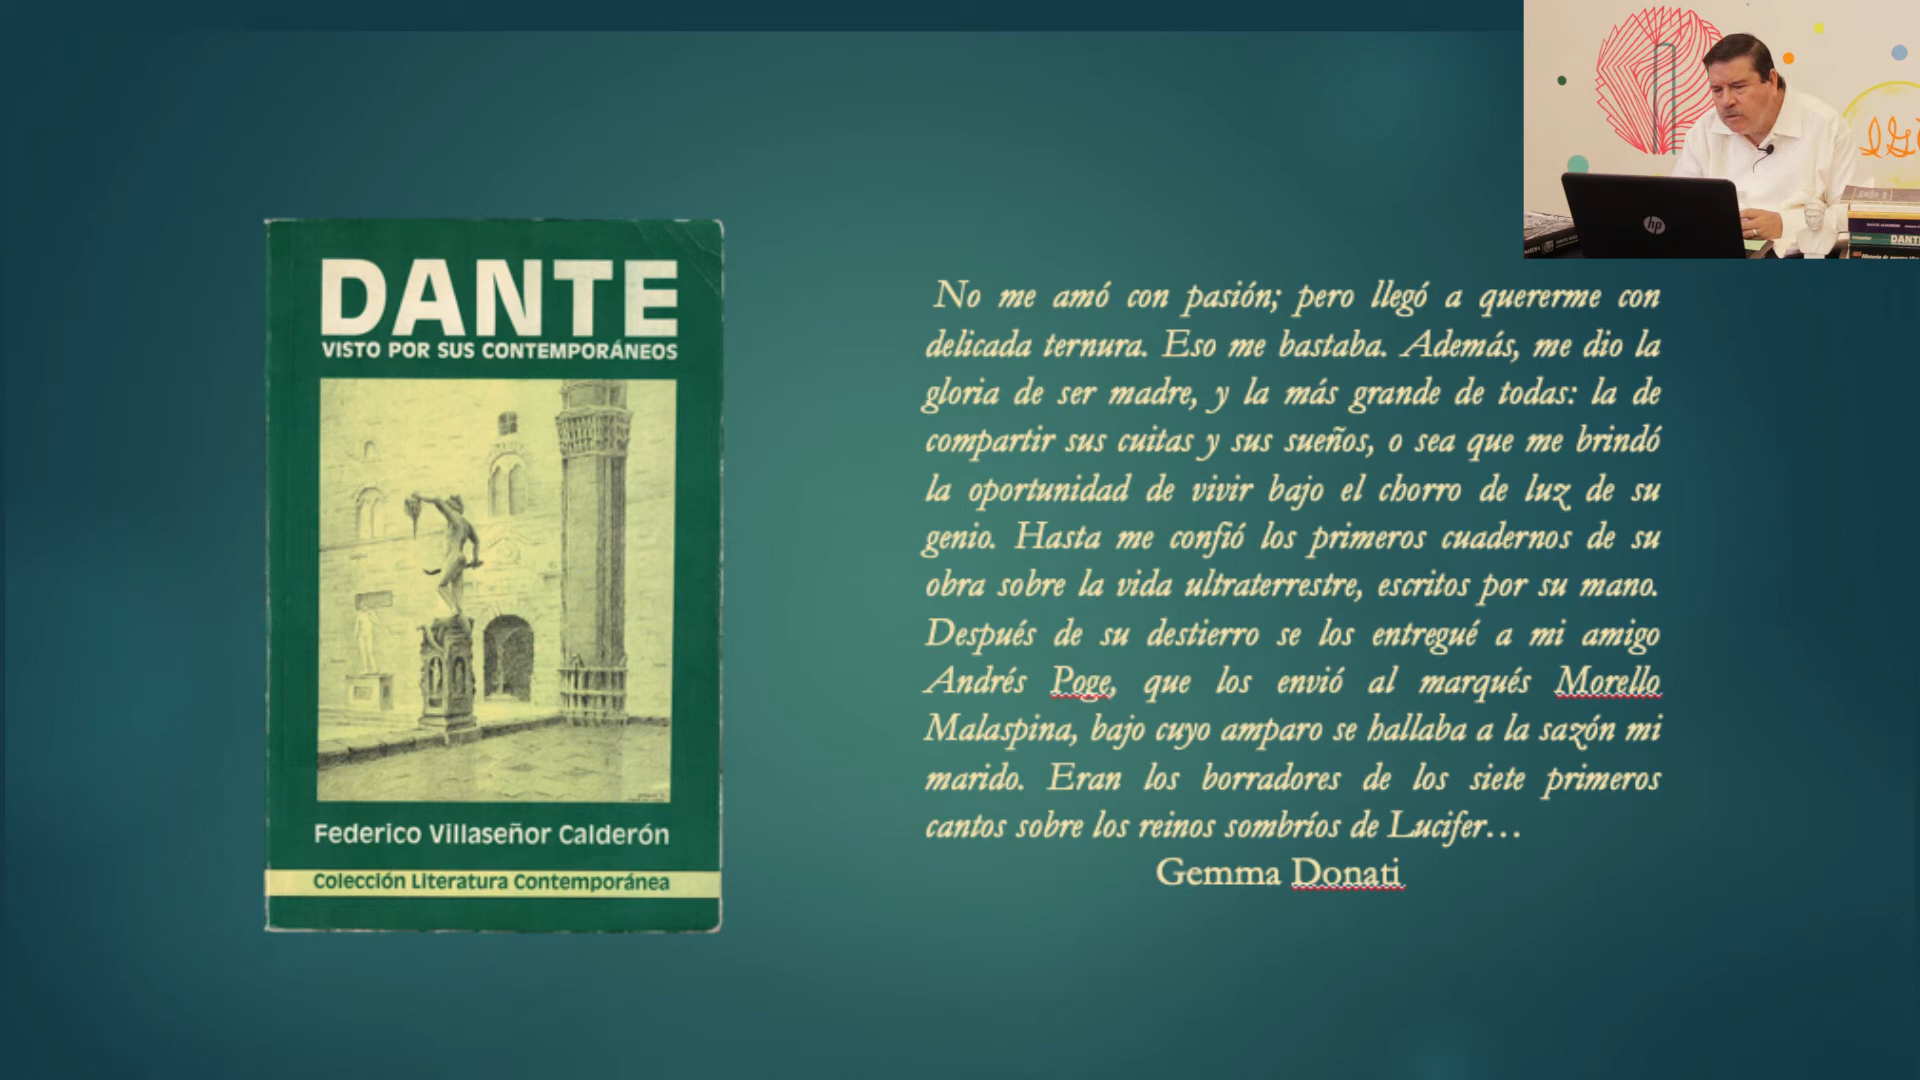 DANTE
VISTO POR SUS CONTEMPORÁNEOS
Federico Villaseñor Calderón
Colección Literatura Contemporánea
No me amó con pasión; pero llegó a quererme con
delicada ternura. Eso me bastaba. Además, me dio la
gloria de ser madre, y la más grande de todas: la de
compartir sus cuitas y sus sueños, o sea que me brindó
la oportunidad de vivir bajo el chorro de luz de su
genio. Hasta me confió los primeros cuadernos de su
obra sobre la vida ultraterrestre, escritos por su mano.
Después de su destierro se los entregué a mi amigo
Andrés Poge, que los envió al marqués Morello
Malaspina, bajo cuyo amparo se hallaba a la sazón mi
marido. Eran los borradores de los siete primeros
cantos sobre los reinos sombríos de Lucifer...
Gemma Donati
hp
DANTE